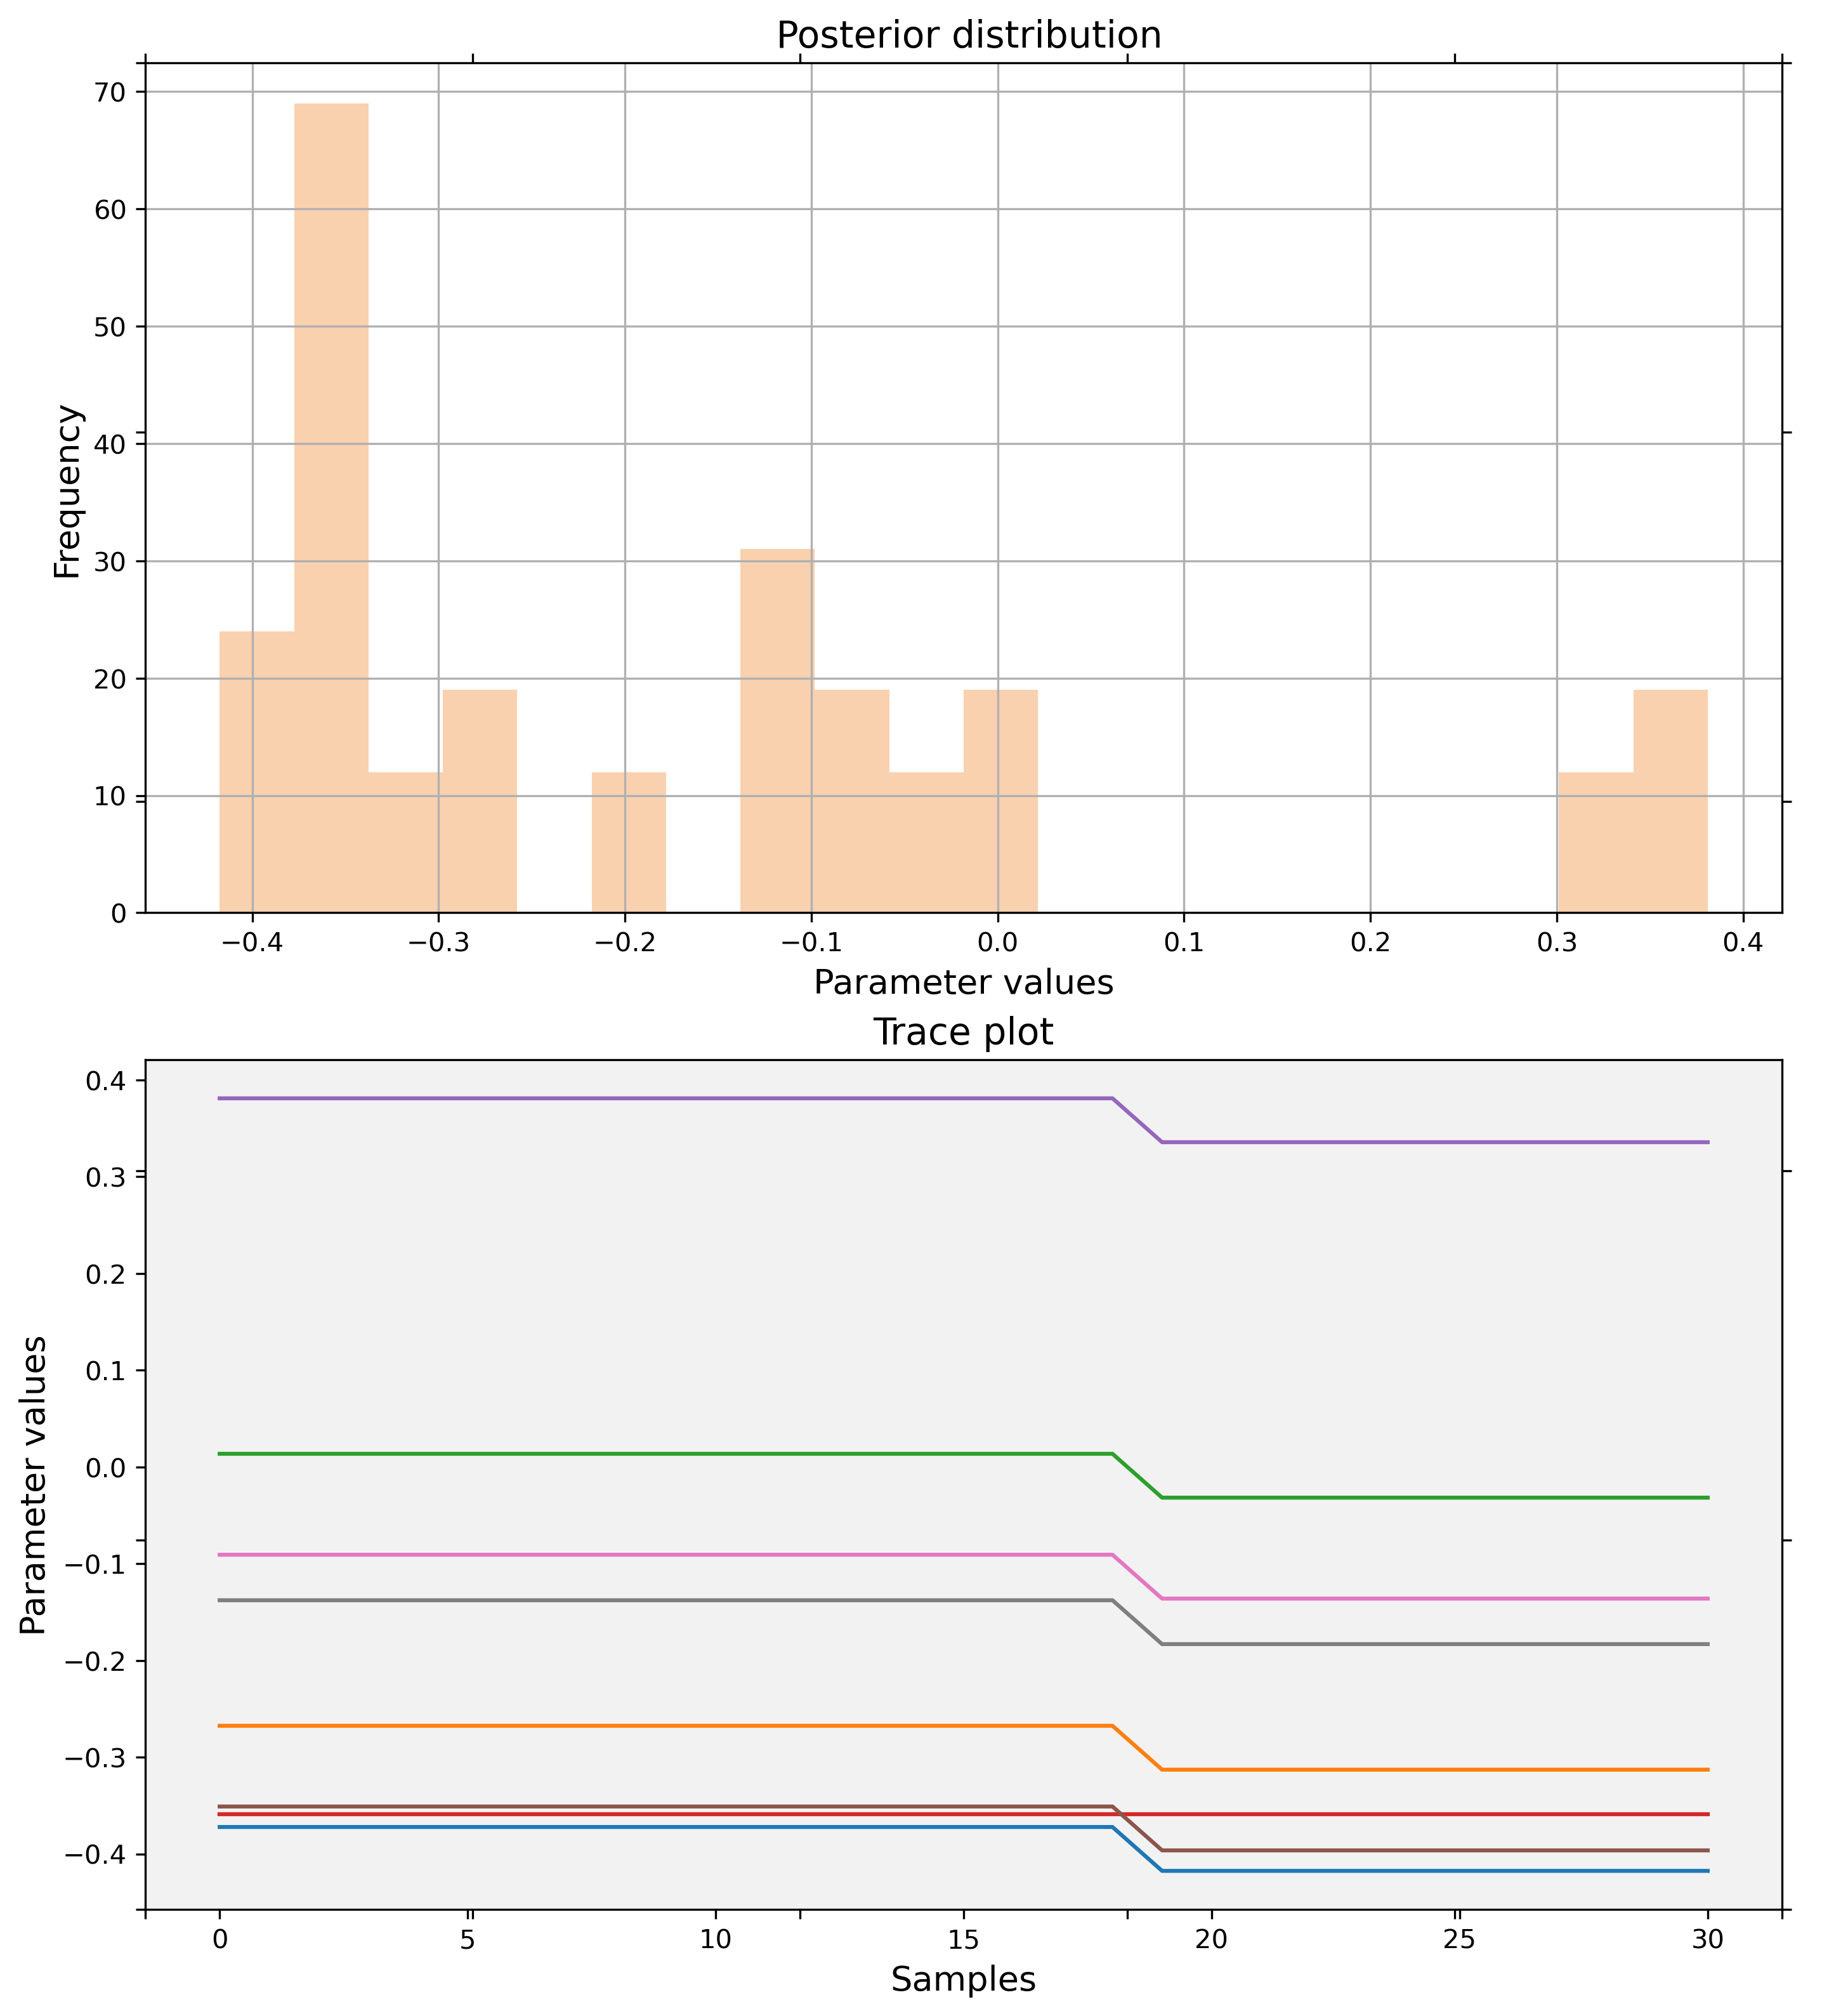 Posterior distribution
70
60
50
40
30
20
10
0
Frequency
−0.4 −0.3 −0.2 −0.1 0.0 0.1 0.2 0.3 0.4
Parameter values
Trace plot
0.4
0.3
0.2
0.1
0.0
−0.1
−0.2
−0.3
−0.4
Parameter values
0 5 10 15 20 25 30
Samples